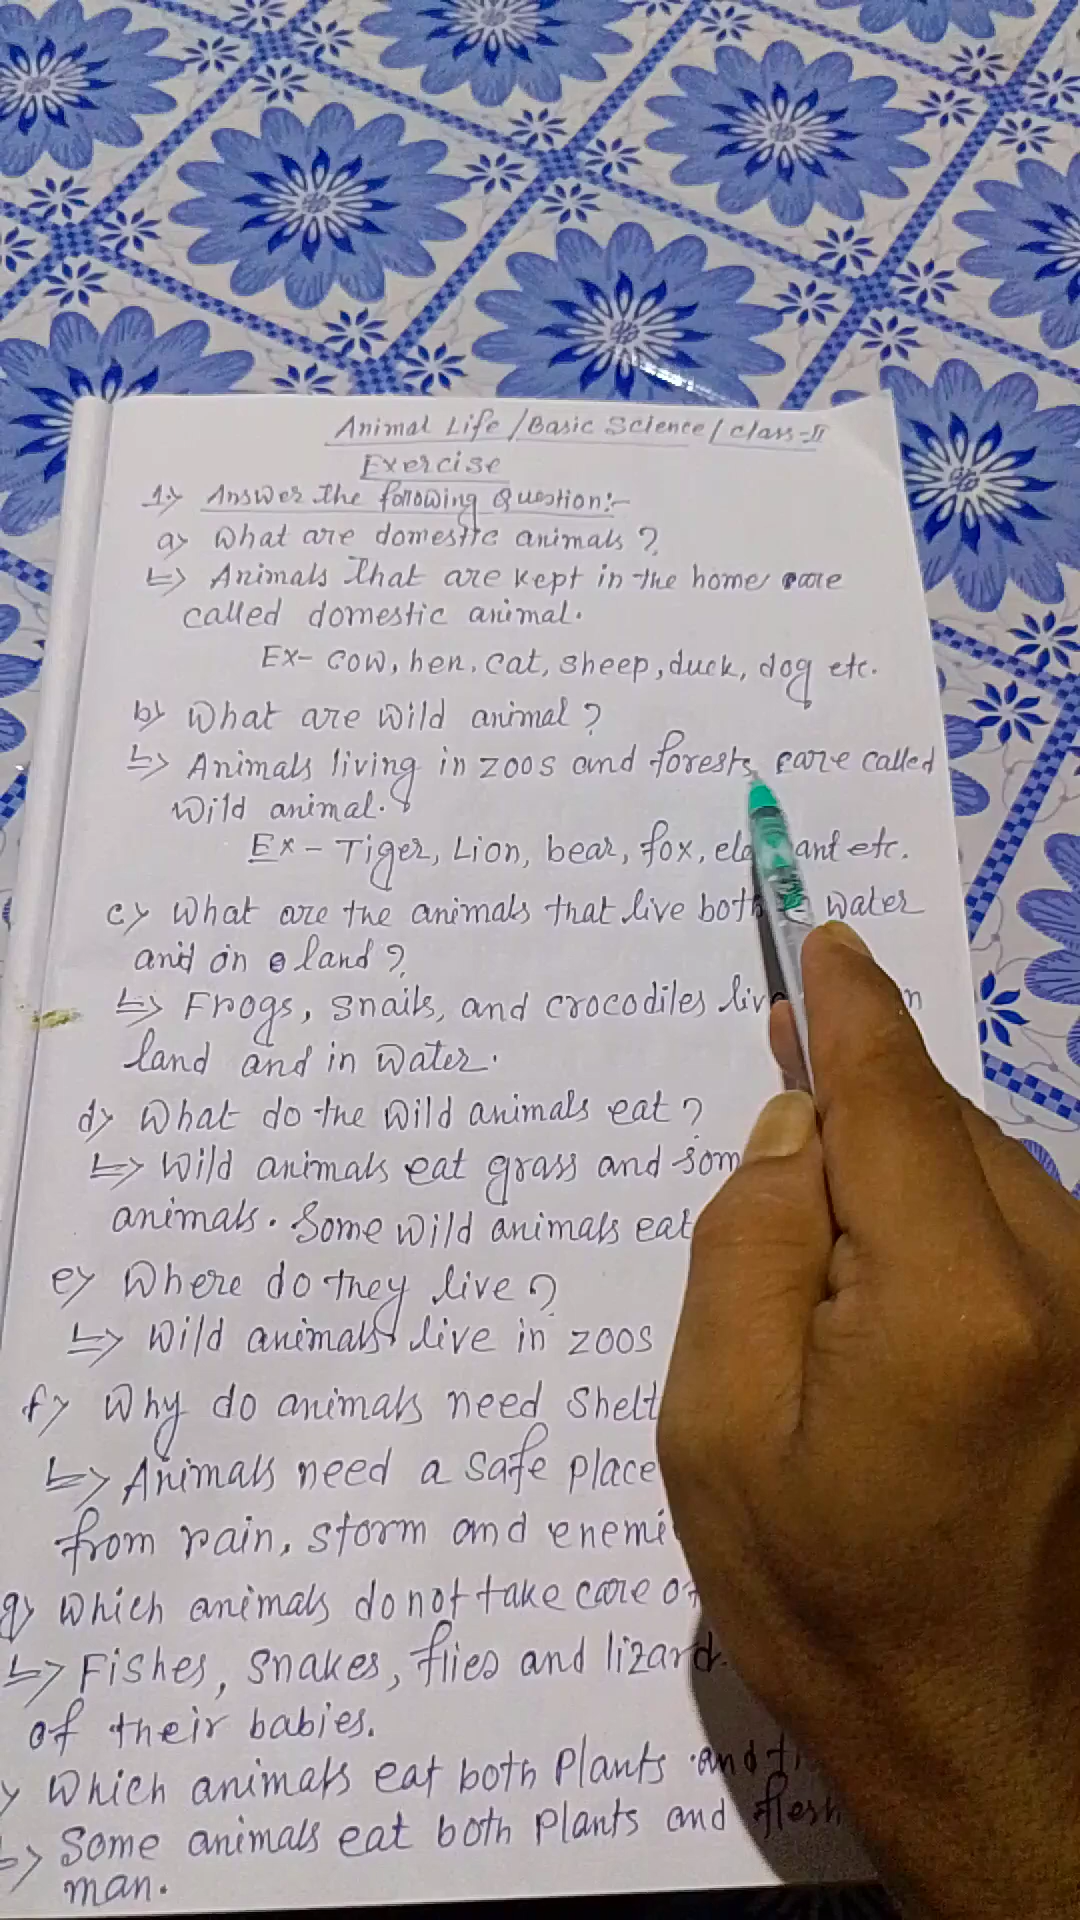 Animal Life/Basic Science/Class-II
Exercise
1) Answer the following Question:-
a) What are domestic animals?
↳ Animals that are kept in the home are
called domestic animal.
Ex- cow, hen, cat, sheep, duck, dog etc.
b) What are wild animal?
↳ Animals living in zoos and forests are called
wild animal.
Ex- Tiger, Lion, bear, fox, etc.
c) What are the animals that live both water
and on land?
↳ Frogs, snails, and crocodiles
land and in water.
d) What do the wild animals eat?
↳ Wild animals eat grass and
animals. Some wild animals eat
e) Where do they live?
↳ Wild animals live in zoos
f) Why do animals need
↳ Animals need a safe place
from rain, storm and
g) Which animals do not take care
↳ Fishes, snakes, flies and
of their babies.
Which animals eat both plants and
Some animals eat both plants and flesh
man.